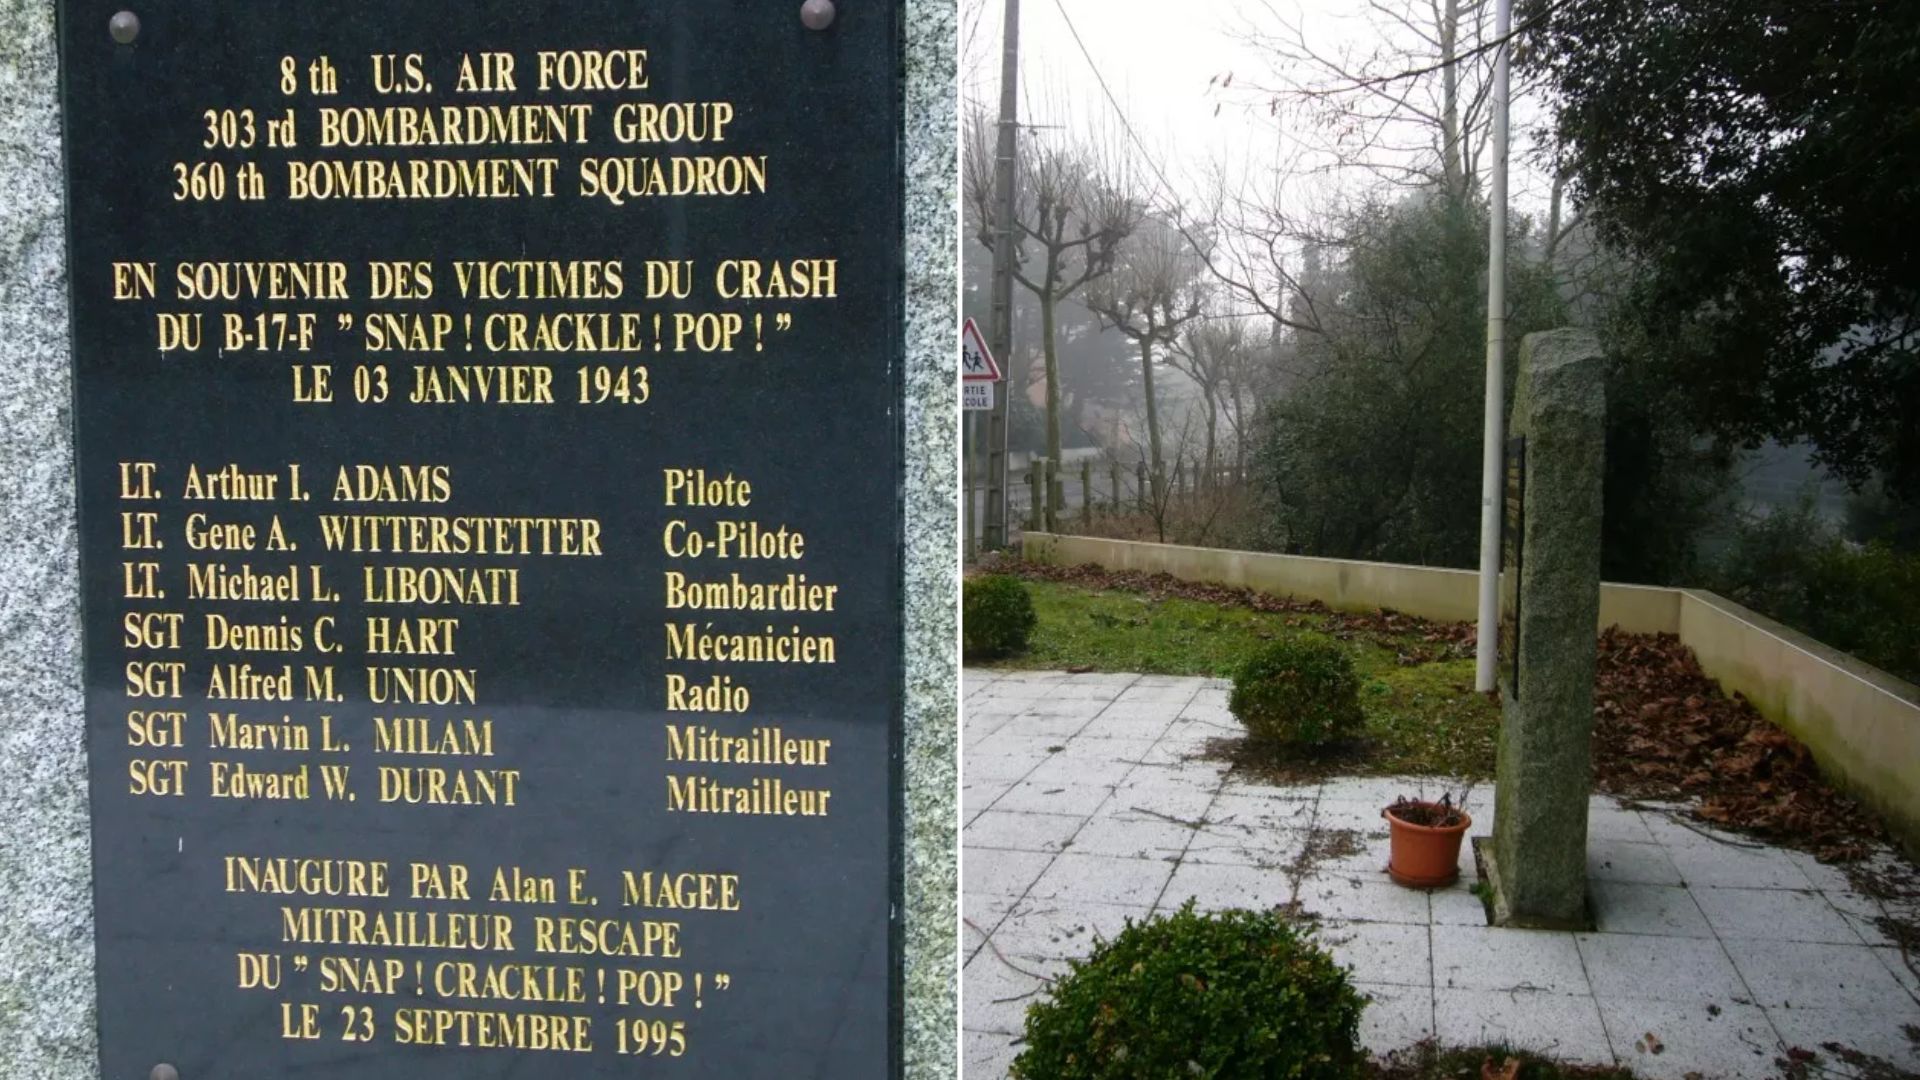 8 th U.S. AIR FORCE
303 rd BOMBARDMENT GROUP
360 th BOMBARDMENT SQUADRON
EN SOUVENIR DES VICTIMES DU CRASH
DU B-17-F ” SNAP ! CRACKLE ! POP ! ”
LE 03 JANVIER 1943
LT. Arthur I. ADAMS Pilote
LT. Gene A. WITTERSTETTER Co-Pilote
LT. Michael L. LIBONATI Bombardier
SGT Dennis C. HART Mécanicien
SGT Alfred M. UNION Radio
SGT Marvin L. MILAM Mitrailleur
SGT Edward W. DURANT Mitrailleur
INAUGURE PAR Alan E. MAGEE
MITRAILLEUR RESCAPE
DU ” SNAP ! CRACKLE ! POP ! ”
LE 23 SEPTEMBRE 1995
RTIE
COLE